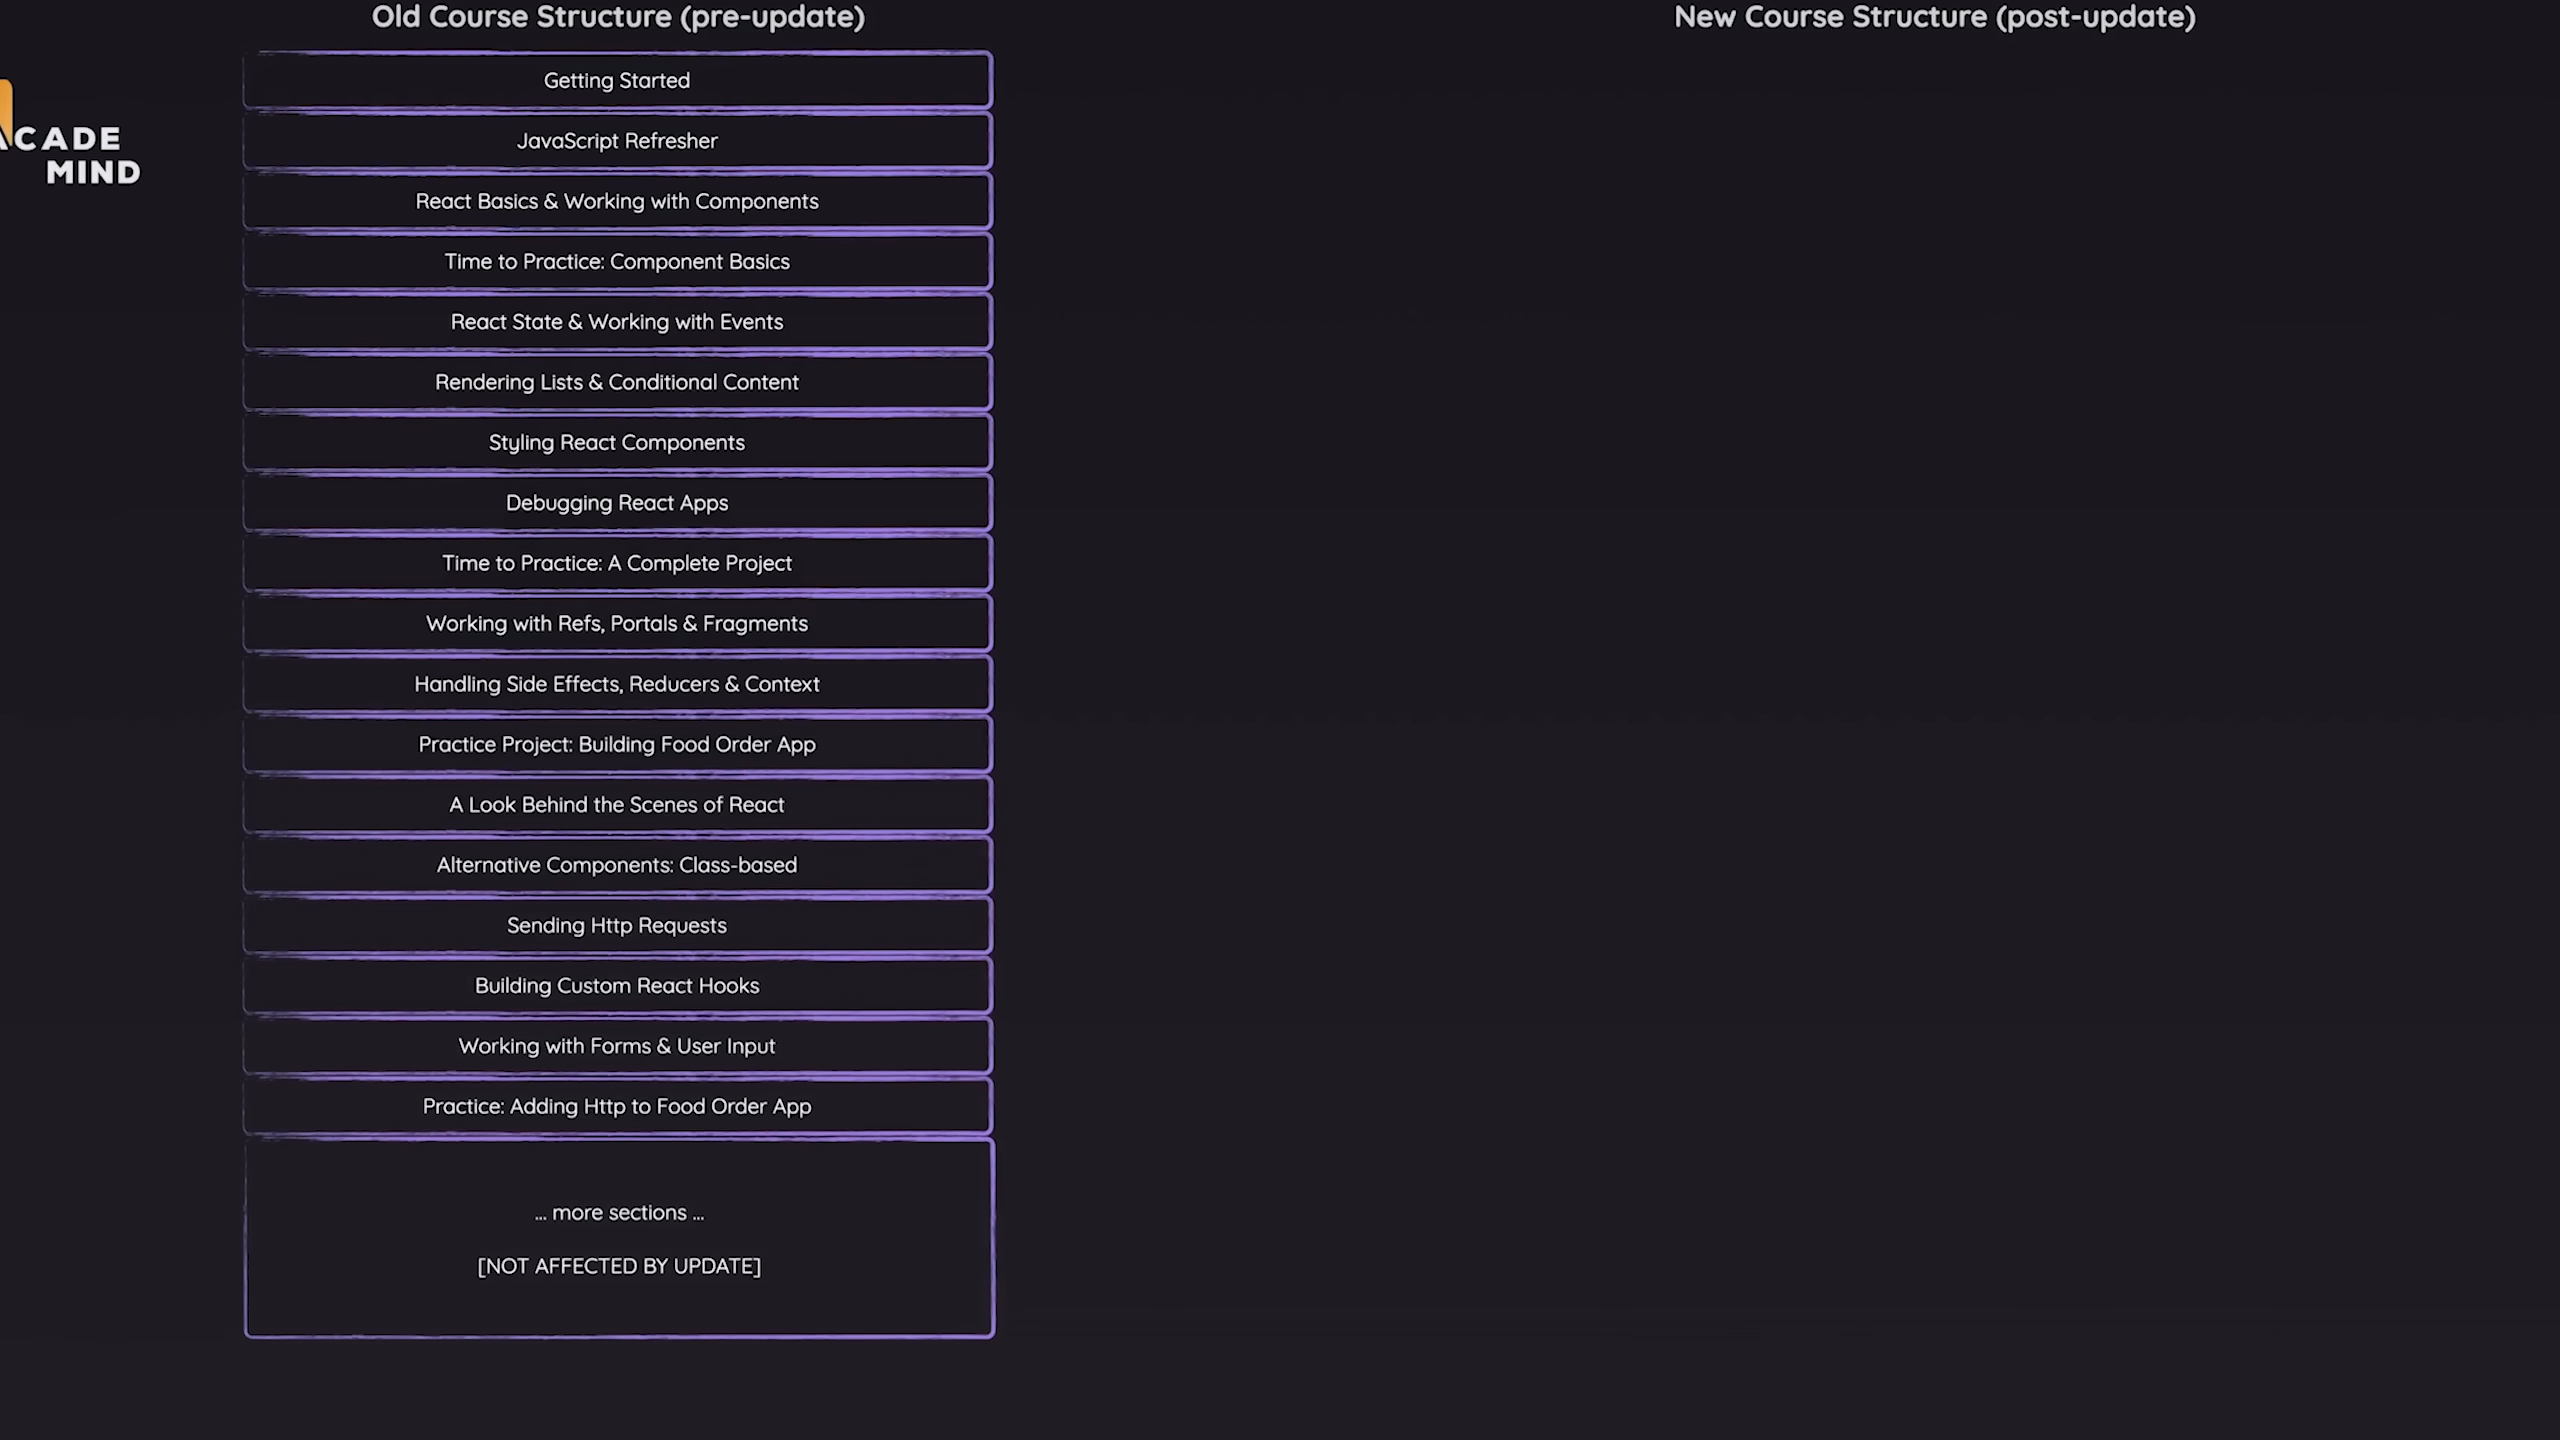 Old Course Structure (pre-update)
New Course Structure (post-update)
ACADE
MIND
Getting Started
JavaScript Refresher
React Basics & Working with Components
Time to Practice: Component Basics
React State & Working with Events
Rendering Lists & Conditional Content
Styling React Components
Debugging React Apps
Time to Practice: A Complete Project
Working with Refs, Portals & Fragments
Handling Side Effects, Reducers & Context
Practice Project: Building Food Order App
A Look Behind the Scenes of React
Alternative Components: Class-based
Sending Http Requests
Building Custom React Hooks
Working with Forms & User Input
Practice: Adding Http to Food Order App
... more sections ...
[NOT AFFECTED BY UPDATE]